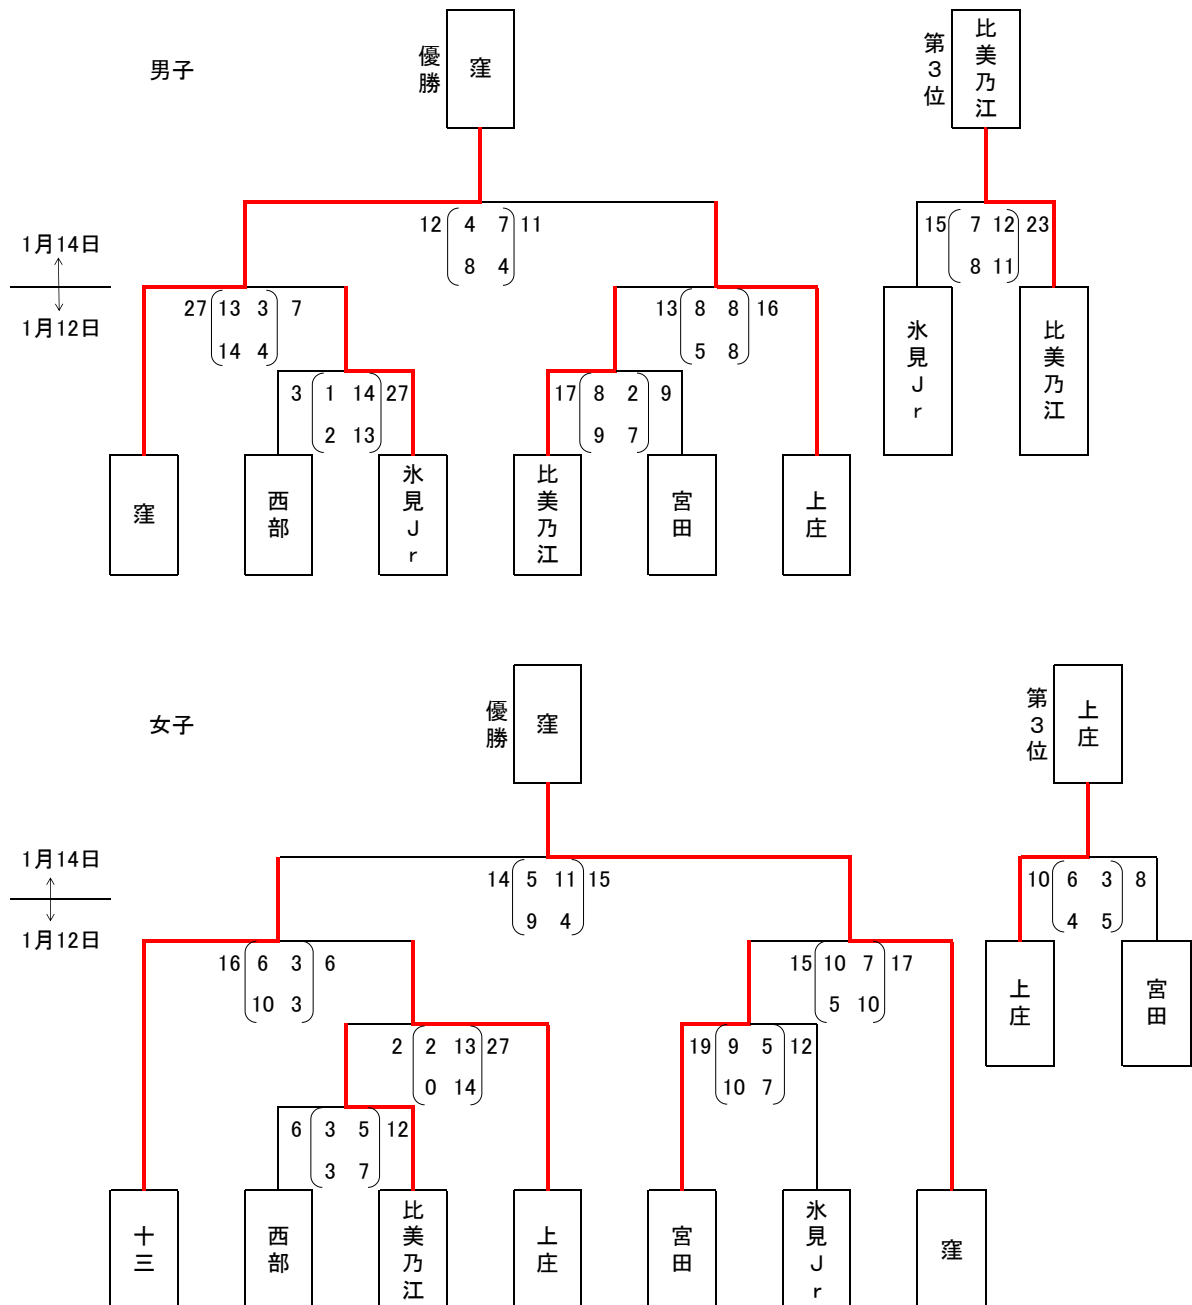 男子
優勝
窪
第3位
比美乃江
12 4 7 11
8 4
15 7 12 23
8 11
1月14日
1月12日
27 13 3 7
14 4
13 8 8 16
5 8
3 1 14 27
2 13
17 8 2 9
9 7
氷見Jr
比美乃江
窪
西部
氷見Jr
比美乃江
宮田
上庄
女子
優勝
窪
第3位
上庄
14 5 11 15
9 4
10 6 3 8
4 5
1月14日
1月12日
16 6 3 6
10 3
15 10 7 17
5 10
2 2 13 27
0 14
19 9 5 12
10 7
上庄
宮田
6 3 5 12
3 7
十三
西部
比美乃江
上庄
宮田
氷見Jr
窪